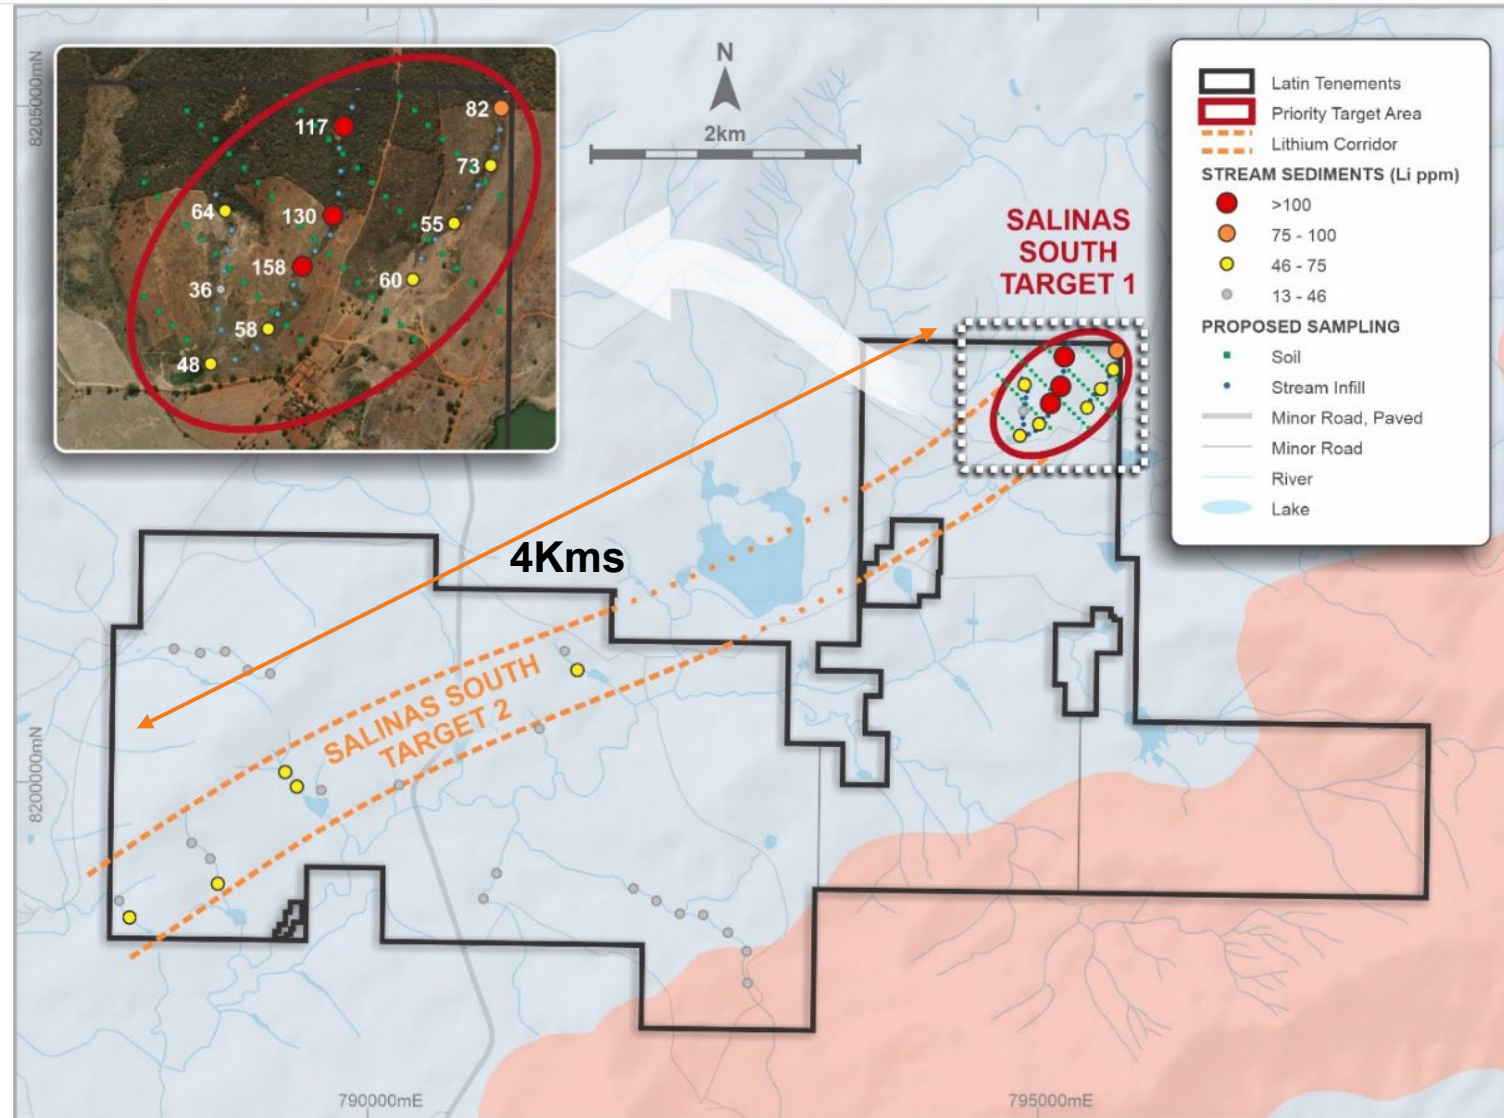 8205000mN
8200000mN
790000mE
795000mE
N
2km
117
82
73
64
130
55
158
36
60
58
48
SALINAS
SOUTH
TARGET 1
4Kms
SALINAS SOUTH
TARGET 2
Latin Tenements
Priority Target Area
Lithium Corridor
STREAM SEDIMENTS (Li ppm)
>100
75 - 100
46 - 75
13 - 46
PROPOSED SAMPLING
Soil
Stream Infill
Minor Road, Paved
Minor Road
River
Lake